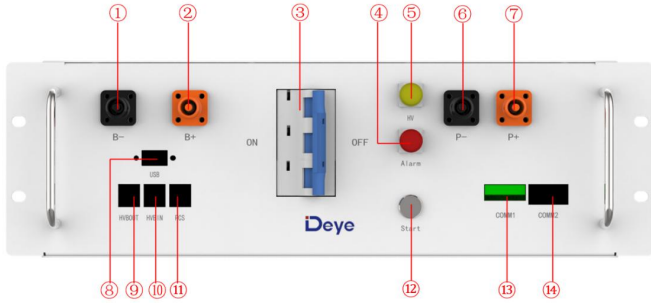 ① ② ③ ④ ⑤ ⑥ ⑦
B- B+ ON OFF HV P- P+
USB Alarm
HVBOUT HVBIN PCS Deye Start COMM1 COMM2
⑧ ⑨ ⑩ ⑪ ⑫ ⑬ ⑭